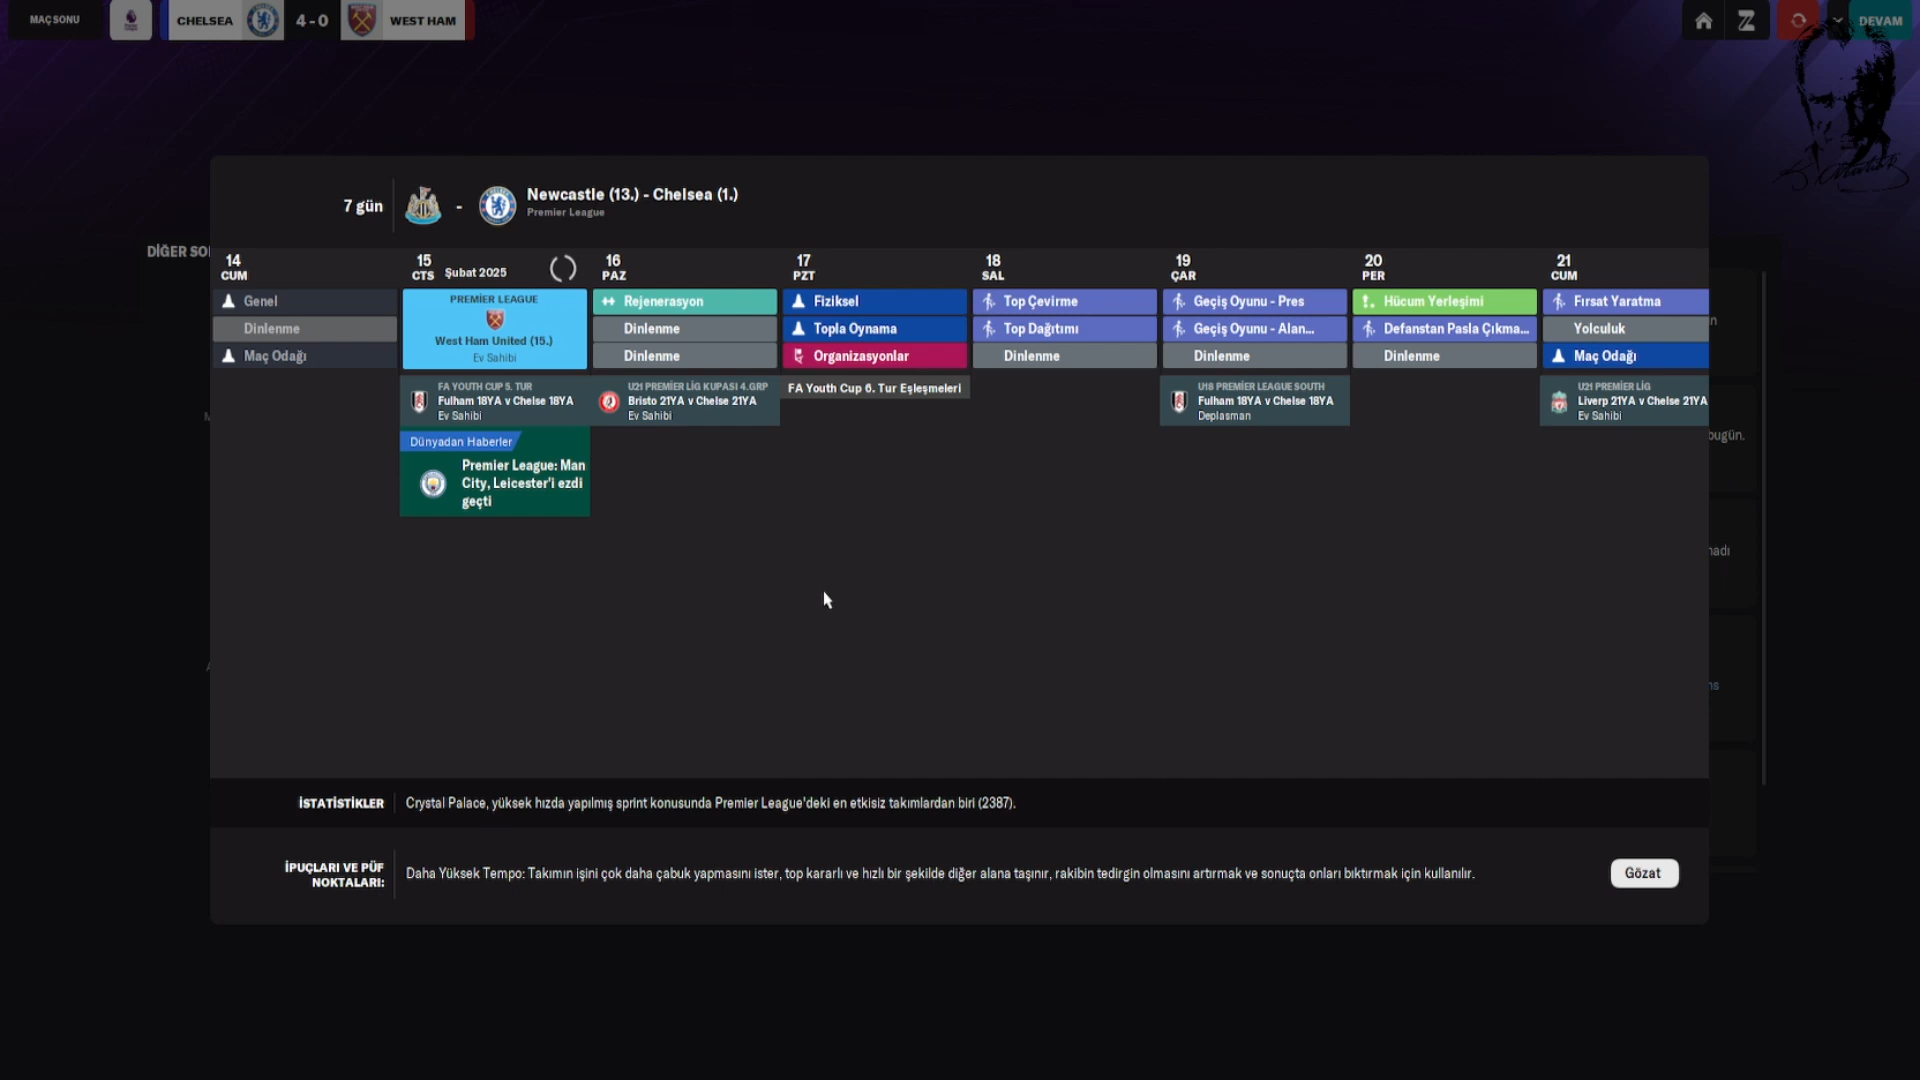 MAÇ SONU
CHELSEA
4 - 0
WEST HAM
DEVAM
DİĞER SO
7 gün
-
Newcastle (13.) - Chelsea (1.)
Premier League
14
CUM
15
CTS Şubat 2025
16
PAZ
17
PZT
18
SAL
19
ÇAR
20
PER
21
CUM
Genel
Dinlenme
Maç Odağı
PREMİER LEAGUE
West Ham United (15.)
Ev Sahibi
Rejenerasyon
Dinlenme
Dinlenme
Fiziksel
Topla Oynama
Organizasyonlar
Top Çevirme
Top Dağıtımı
Dinlenme
Geçiş Oyunu - Pres
Geçiş Oyunu - Alan...
Dinlenme
Hücum Yerleşimi
Defanstan Pasla Çıkma...
Dinlenme
Fırsat Yaratma
Yolculuk
Maç Odağı
FA YOUTH CUP 5. TUR
Fulham 18YA v Chelse 18YA
Ev Sahibi
U21 PREMİER LİG KUPASI 4.GRP
Bristo 21YA v Chelse 21YA
Ev Sahibi
FA Youth Cup 6. Tur Eşleşmeleri
U18 PREMİER LEAGUE SOUTH
Fulham 18YA v Chelse 18YA
Deplasman
U21 PREMİER LİG
Liverp 21YA v Chelse 21YA
Ev Sahibi
Dünyadan Haberler
Premier League: Man
City, Leicester'i ezdi
geçti
bugün.
İSTATİSTİKLER
Crystal Palace, yüksek hızda yapılmış sprint konusunda Premier League'deki en etkisiz takımlardan biri (2387).
İPUÇLARI VE PÜF
NOKTALARI:
Daha Yüksek Tempo: Takımın işini çok daha çabuk yapmasını ister, top kararlı ve hızlı bir şekilde diğer alana taşınır, rakibin tedirgin olmasını artırmak ve sonuçta onları bıktırmak için kullanılır.
Gözat